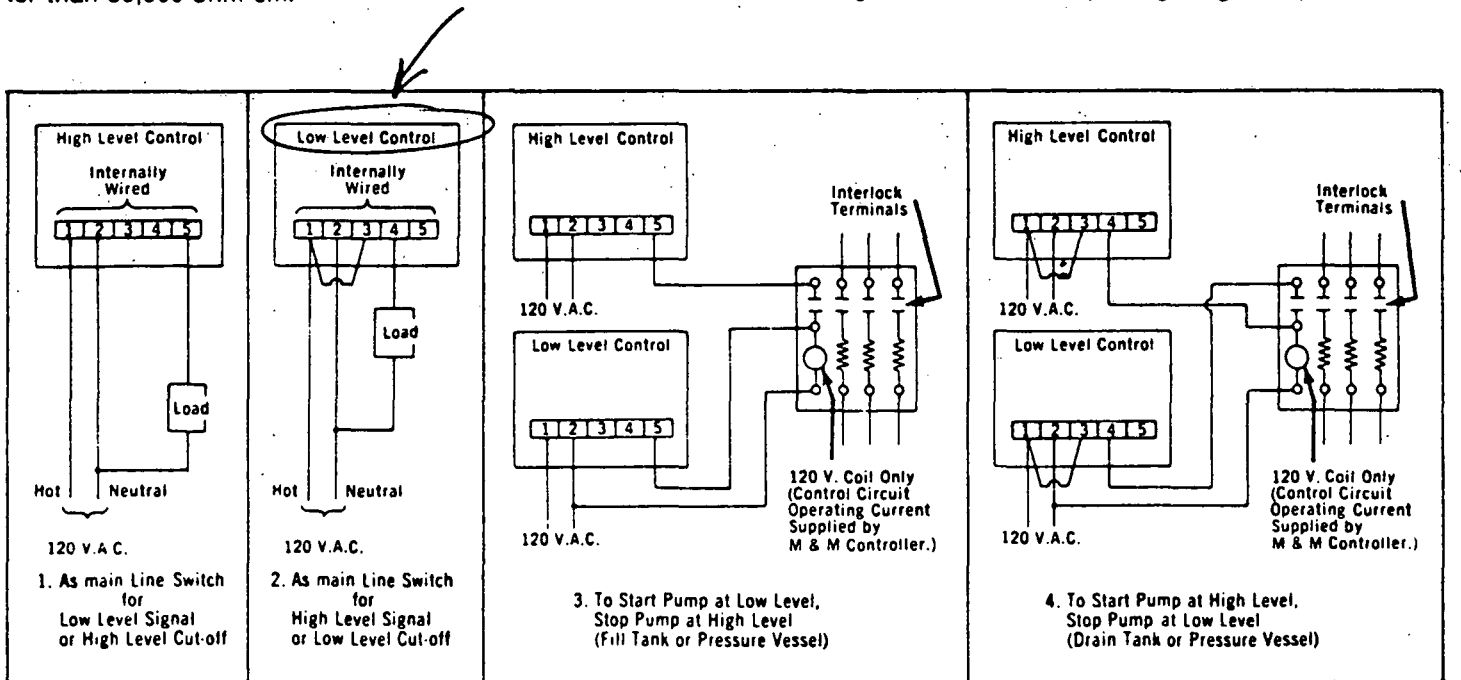 High Level Control
Internally
Wired
1 2 3 4 5
Load
Hot Neutral
120 V.A C.
1. As main Line Switch
for
Low Level Signal
or High Level Cut-off
Low Level Control
Internally
Wired
1 2 3 4 5
Load
Hot Neutral
120 V.A.C.
2. As main Line Switch
for
High Level Signal
or Low Level Cut-off
High Level Control
1 2 3 4 5
120 V.A.C.
Low Level Control
1 2 3 4 5
120 V.A.C.
Interlock
Terminals
120 V. Coil Only
(Control Circuit
Operating Current
Supplied by
M & M Controller.)
3. To Start Pump at Low Level,
Stop Pump at High Level
(Fill Tank or Pressure Vessel)
High Level Control
1 2 3 4 5
120 V.A.C.
Low Level Control
1 2 3 4 5
120 V.A.C.
Interlock
Terminals
120 V. Coil Only
(Control Circuit
Operating Current
Supplied by
M & M Controller.)
4. To Start Pump at High Level,
Stop Pump at Low Level
(Drain Tank or Pressure Vessel)